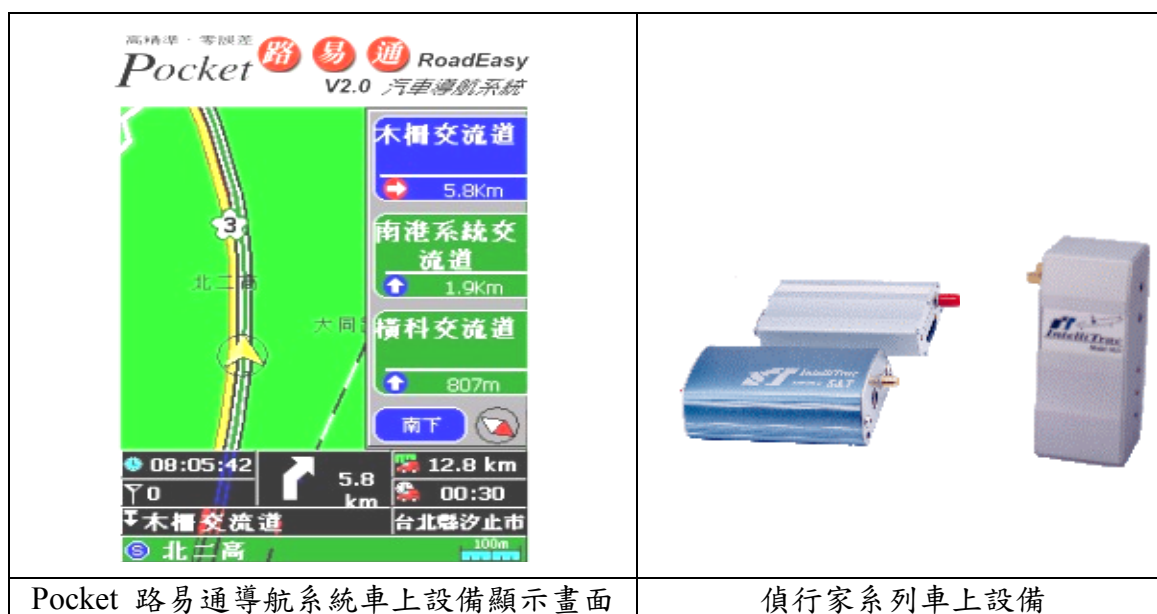 高精準．零誤差
Pocket 路易通 RoadEasy
V2.0 汽車導航系統
木柵交流道
5.8Km
南港系統交
流道
1.9Km
橫科交流道
807m
南下
3
北二高
大同
08:05:42
0
5.8
km
12.8 km
00:30
木柵交流道
台北縣汐止市
北二高
100m
IntelliTrac
S&T
IntelliTrac
Pocket 路易通導航系統車上設備顯示畫面
偵行家系列車上設備